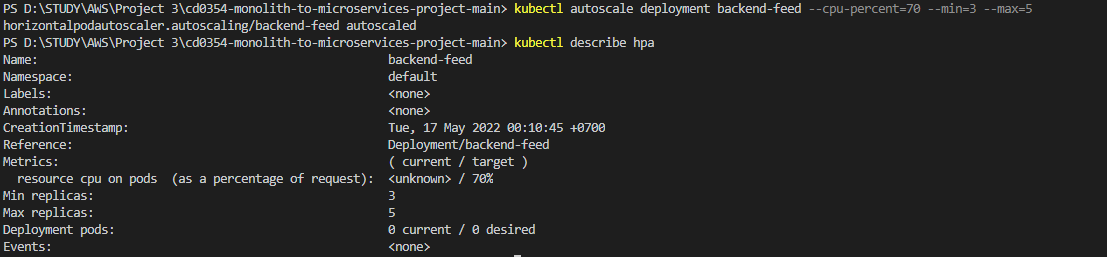 PS D:\STUDY\AWS\Project 3\cd0354-monolith-to-microservices-project-main> kubectl autoscale deployment backend-feed --cpu-percent=70 --min=3 --max=5
horizontalpodautoscaler.autoscaling/backend-feed autoscaled
PS D:\STUDY\AWS\Project 3\cd0354-monolith-to-microservices-project-main> kubectl describe hpa
Name: backend-feed
Namespace: default
Labels: <none>
Annotations: <none>
CreationTimestamp: Tue, 17 May 2022 00:10:45 +0700
Reference: Deployment/backend-feed
Metrics: ( current / target )
  resource cpu on pods  (as a percentage of request): <unknown> / 70%
Min replicas: 3
Max replicas: 5
Deployment pods: 0 current / 0 desired
Events: <none>